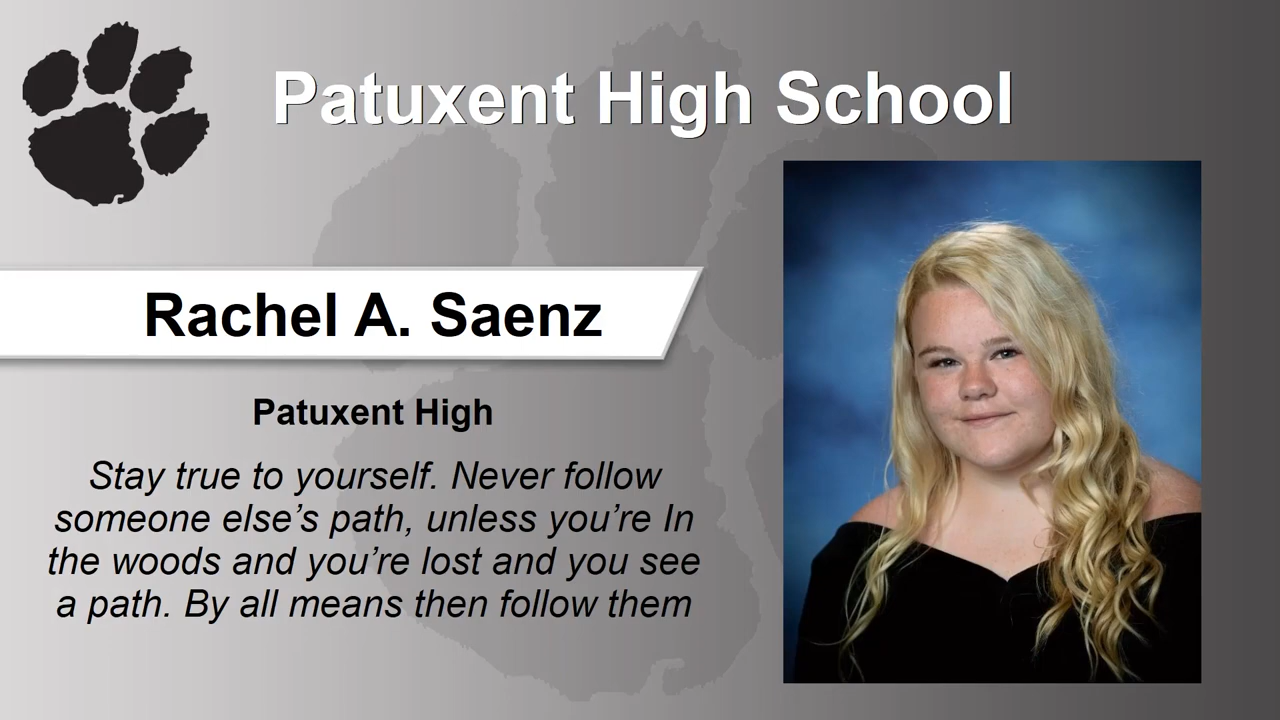 Patuxent High School
Rachel A. Saenz
Patuxent High
Stay true to yourself. Never follow
someone else’s path, unless you’re In
the woods and you’re lost and you see
a path. By all means then follow them